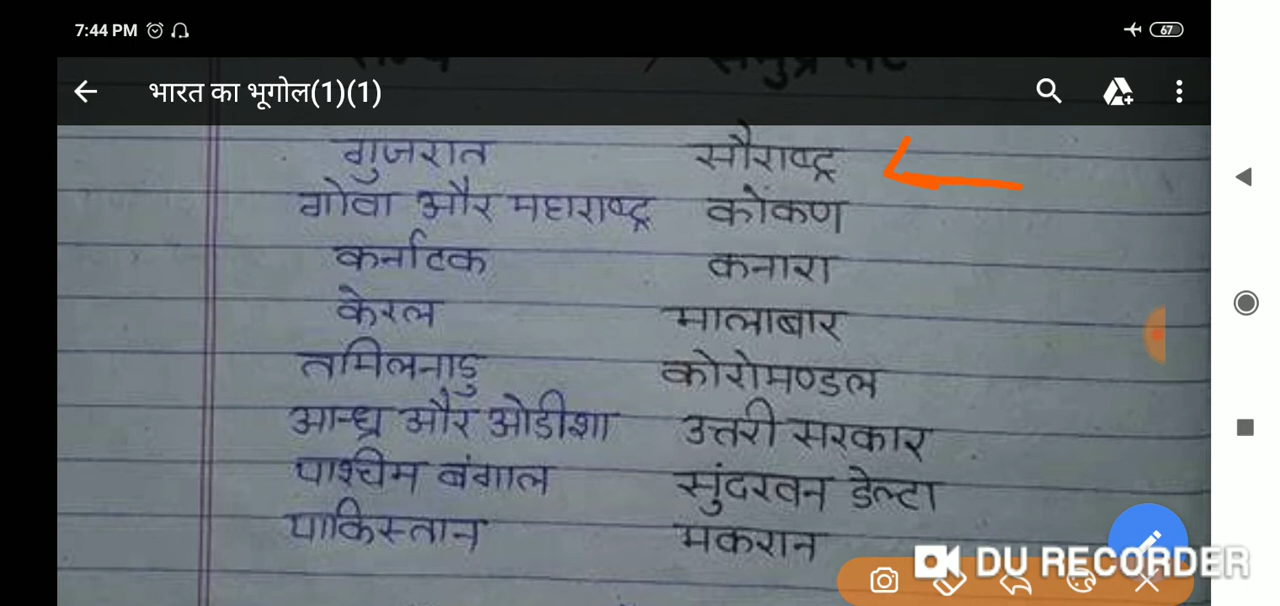 7:44 PM 67
भारत का भूगोल(1)(1)
गुजरात सौराष्ट्र
गोवा और महाराष्ट्र कोंकण
कर्नाटक कनारा
केरल मालाबार
तमिलनाडु कोरोमण्डल
आन्ध्र और ओडीशा उत्तरी सरकार
पाश्चिम बंगाल सुंदरवन डेल्टा
पाकिस्तान मकरान
DU RECORDER